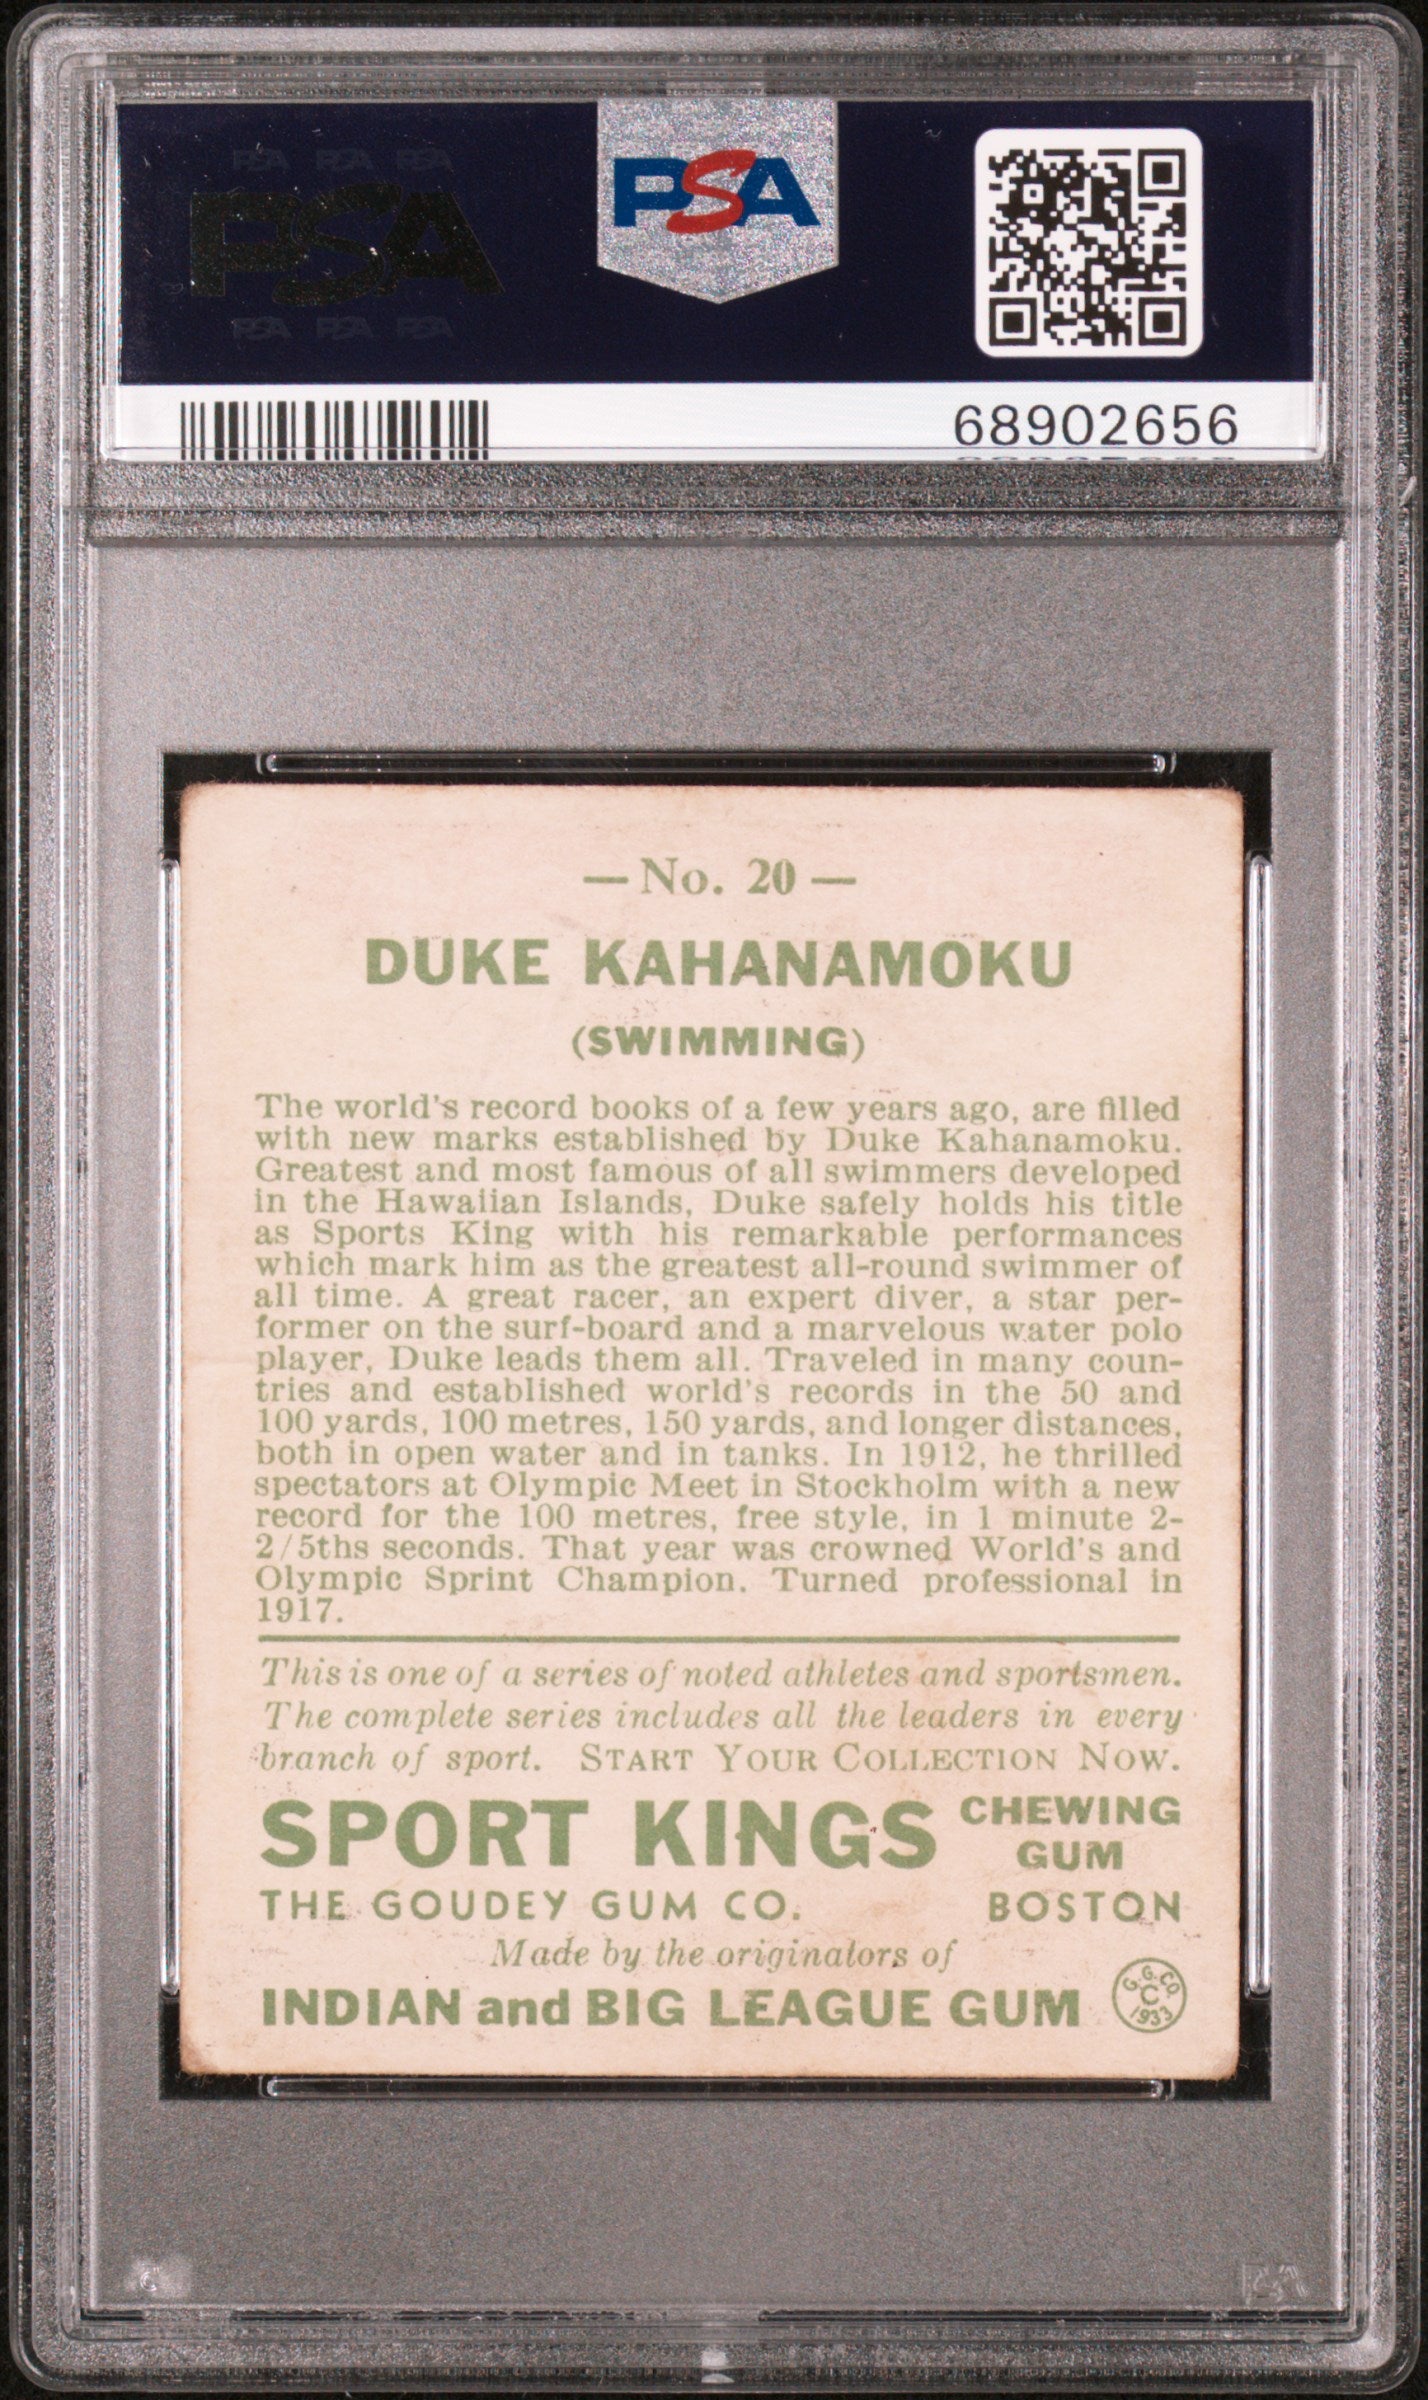 PSA PSA PSA
PSA
PSA PSA PSA
PSA
68902656
— No. 20 —
DUKE KAHANAMOKU
(SWIMMING)
The world's record books of a few years ago, are filled
with new marks established by Duke Kahanamoku.
Greatest and most famous of all swimmers developed
in the Hawaiian Islands, Duke safely holds his title
as Sports King with his remarkable performances
which mark him as the greatest all-round swimmer of
all time. A great racer, an expert diver, a star per-
former on the surf-board and a marvelous water polo
player, Duke leads them all. Traveled in many coun-
tries and established world's records in the 50 and
100 yards, 100 metres, 150 yards, and longer distances,
both in open water and in tanks. In 1912, he thrilled
spectators at Olympic Meet in Stockholm with a new
record for the 100 metres, free style, in 1 minute 2-
2/5ths seconds. That year was crowned World's and
Olympic Sprint Champion. Turned professional in
1917.
This is one of a series of noted athletes and sportsmen.
The complete series includes all the leaders in every
branch of sport. START YOUR COLLECTION NOW.
SPORT KINGS CHEWING
GUM
THE GOUDEY GUM CO. BOSTON
Made by the originators of
INDIAN and BIG LEAGUE GUM
G. G. CO.
C
1933
PSA